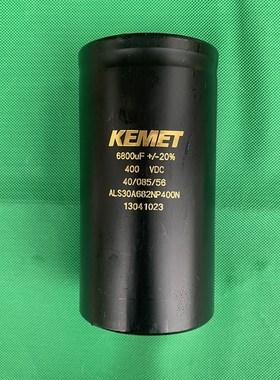 KEMET
6800uF +/-20%
400 VDC
40/085/56
ALS30A682NP400N
13041023